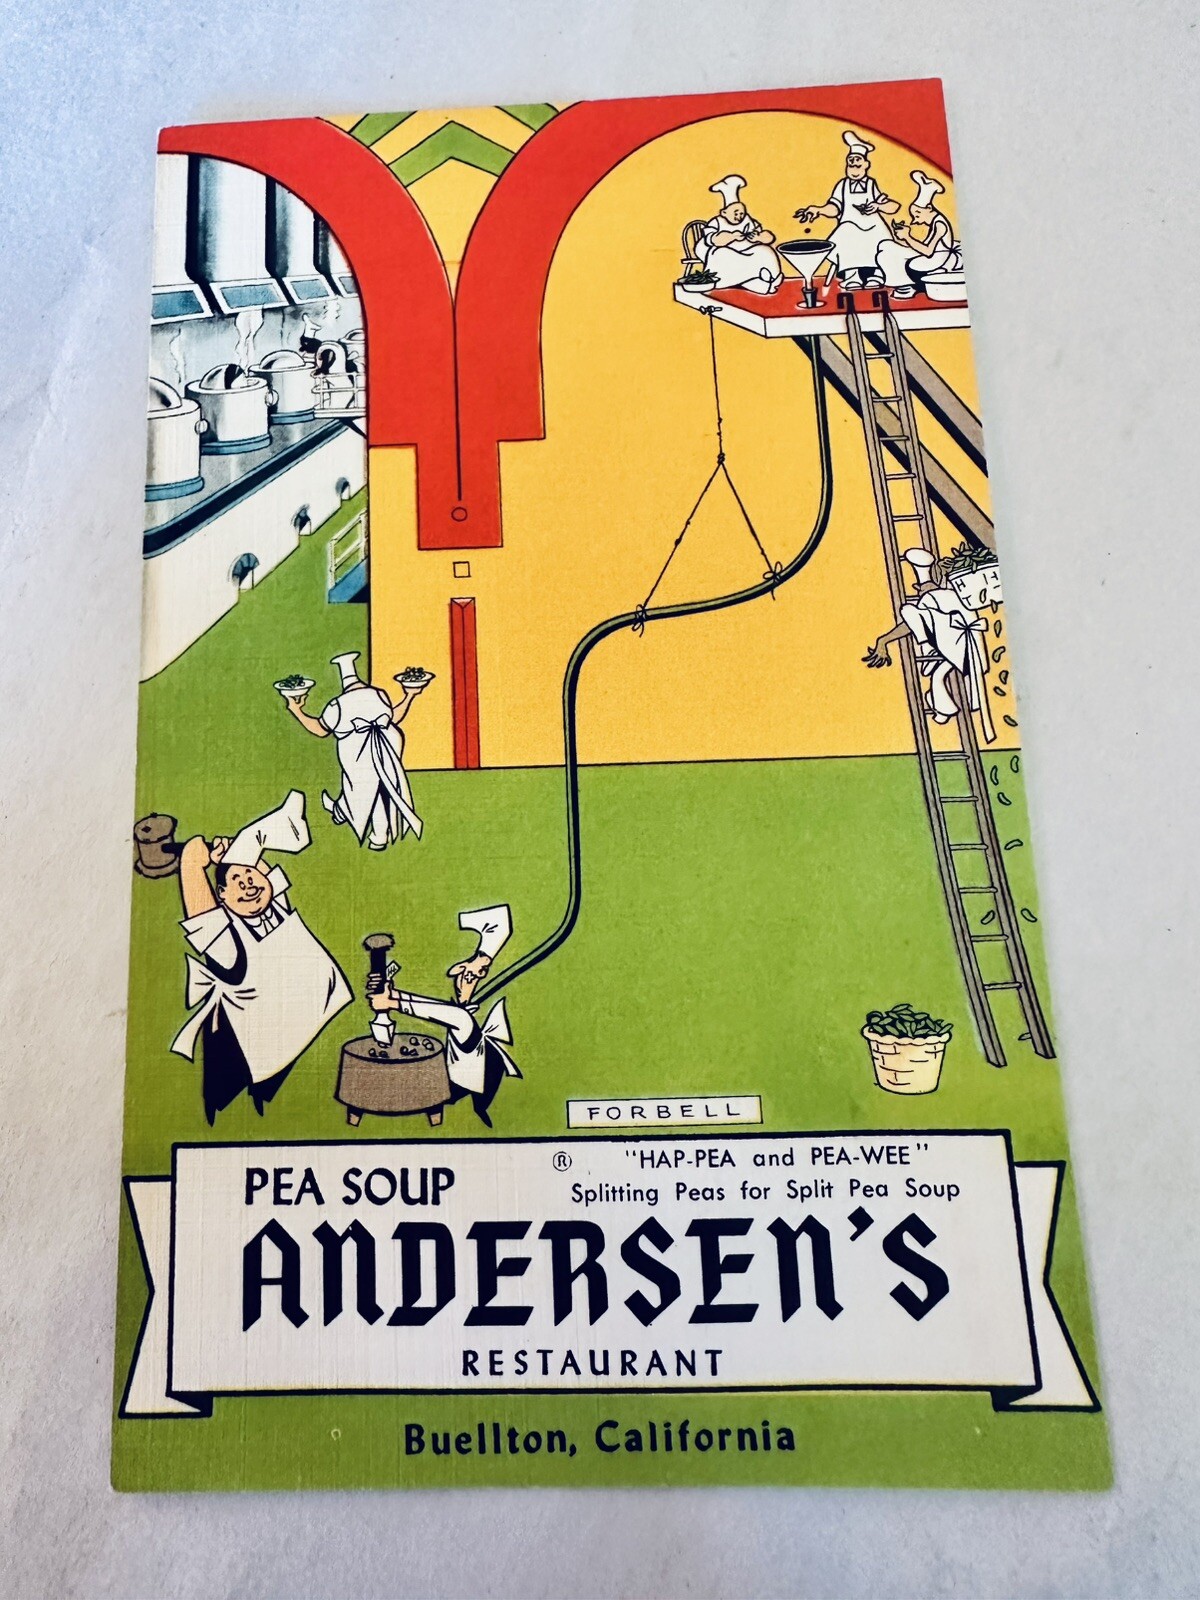 FORBELL
PEA SOUP
® "HAP-PEA and PEA-WEE"
Splitting Peas for Split Pea Soup
ANDERSEN'S
RESTAURANT
Buellton, California